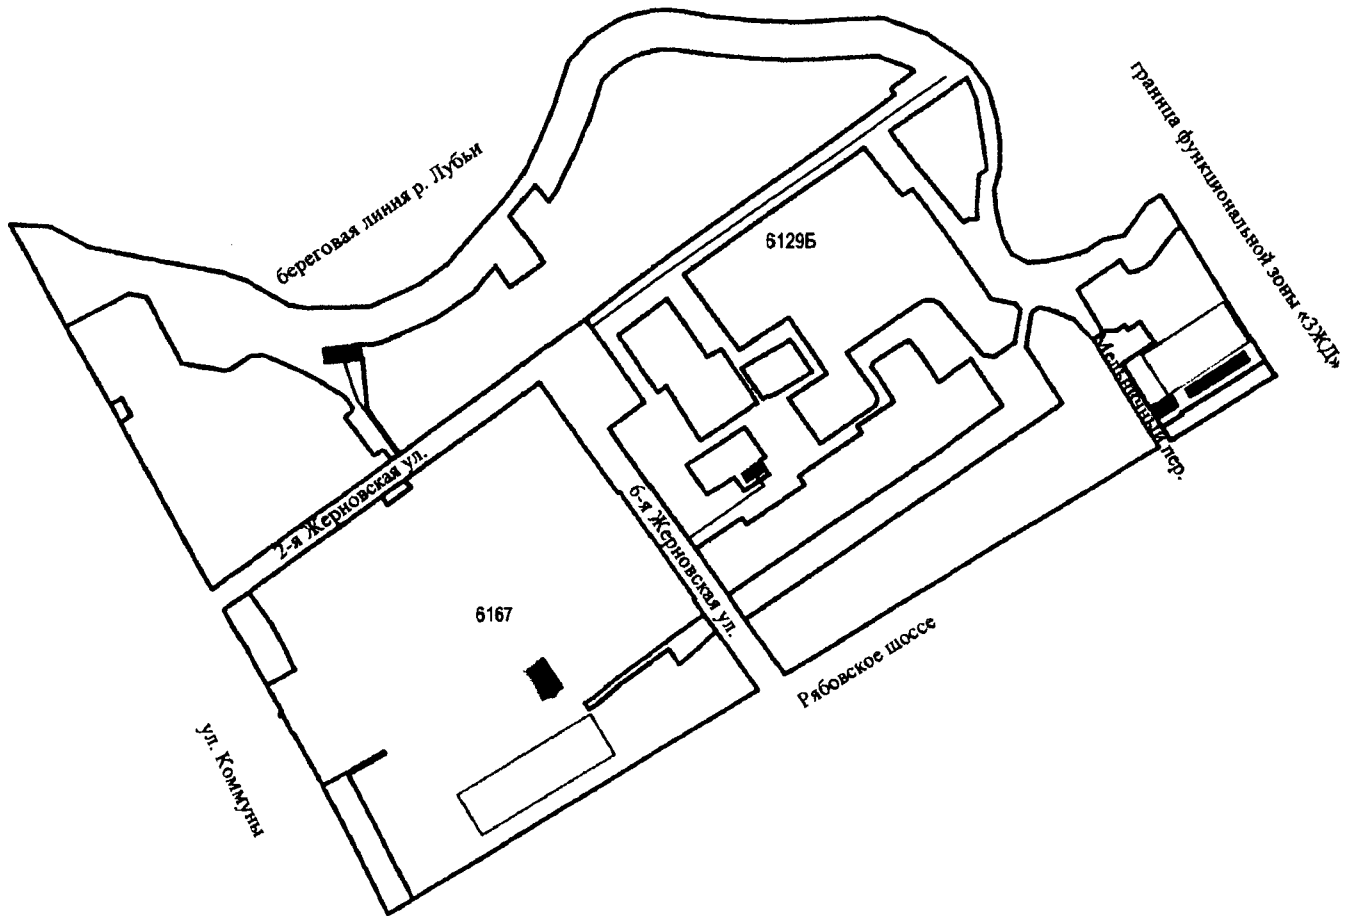 граница функциональной зоны «ЗЖД»
береговая линия р. Лубьи
6129Б
Мельничный пер.
2-я Жерновская ул.
6-я Жерновская ул.
6167
Рябовское шоссе
ул. Коммуны